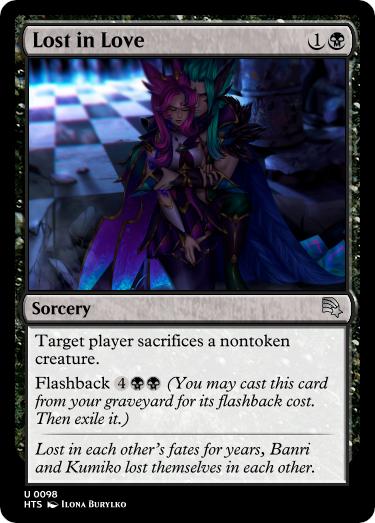 Lost in Love 1
Sorcery
Target player sacrifices a nontoken
creature.
Flashback 4 (You may cast this card
from your graveyard for its flashback cost.
Then exile it.)
Lost in each other's fates for years, Banri
and Kumiko lost themselves in each other.
U 0098
HTS Ilona Burylko